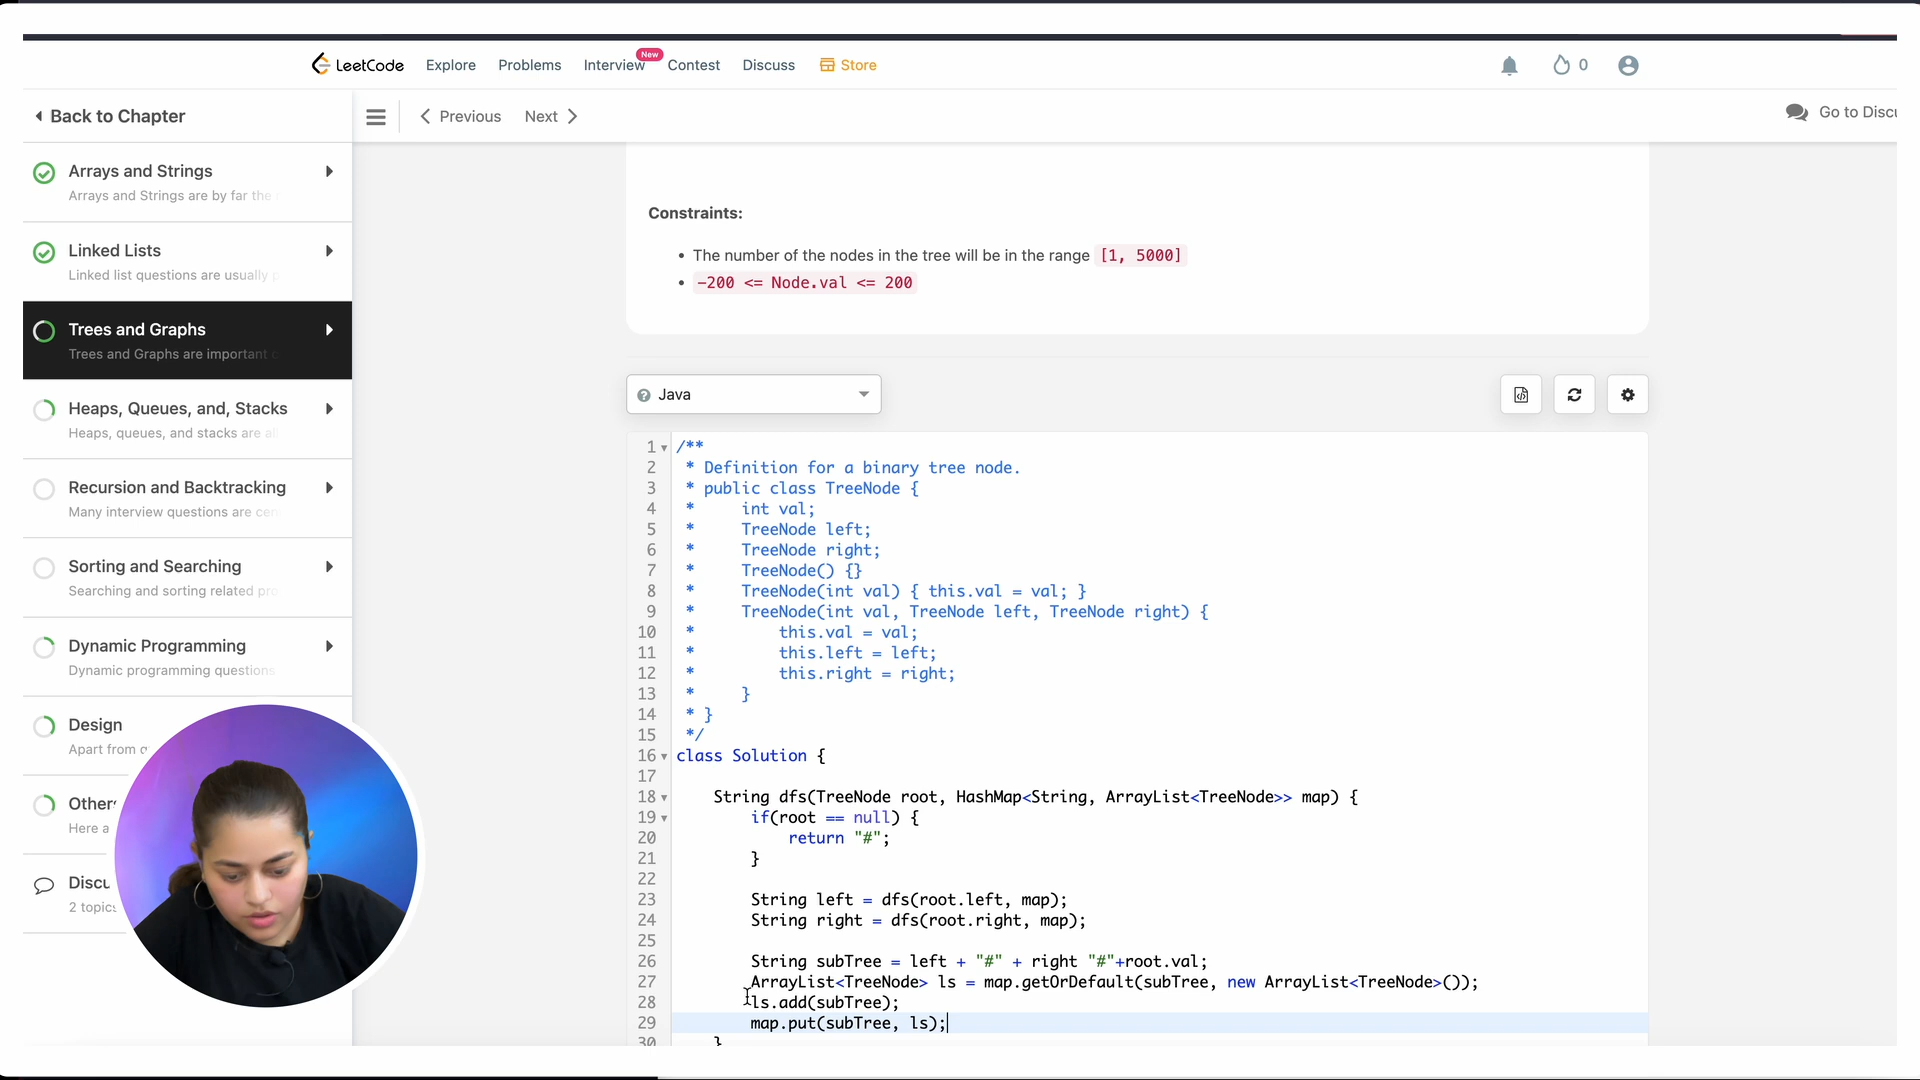 LeetCode Explore Problems Interview New Contest Discuss Store 0
Back to Chapter
Previous Next
Go to Discu
Arrays and Strings
Arrays and Strings are by far the
Linked Lists
Linked list questions are usually p
Trees and Graphs
Trees and Graphs are important c
Heaps, Queues, and, Stacks
Heaps, queues, and stacks are al
Recursion and Backtracking
Many interview questions are cen
Sorting and Searching
Searching and sorting related pro
Dynamic Programming
Dynamic programming questions
Design
Apart from
Others
Here a
Discu
2 topics
Constraints:
• The number of the nodes in the tree will be in the range [1, 5000]
• -200 <= Node.val <= 200
Java
1 /**
2  * Definition for a binary tree node.
3  * public class TreeNode {
4  *     int val;
5  *     TreeNode left;
6  *     TreeNode right;
7  *     TreeNode() {}
8  *     TreeNode(int val) { this.val = val; }
9  *     TreeNode(int val, TreeNode left, TreeNode right) {
10  *         this.val = val;
11  *         this.left = left;
12  *         this.right = right;
13  *     }
14  * }
15  */
16 class Solution {
17
18     String dfs(TreeNode root, HashMap<String, ArrayList<TreeNode>> map) {
19         if(root == null) {
20             return "#";
21         }
22
23         String left = dfs(root.left, map);
24         String right = dfs(root.right, map);
25
26         String subTree = left + "#" + right "#"+root.val;
27         ArrayList<TreeNode> ls = map.getOrDefault(subTree, new ArrayList<TreeNode>());
28         ls.add(subTree);
29         map.put(subTree, ls);
30     }